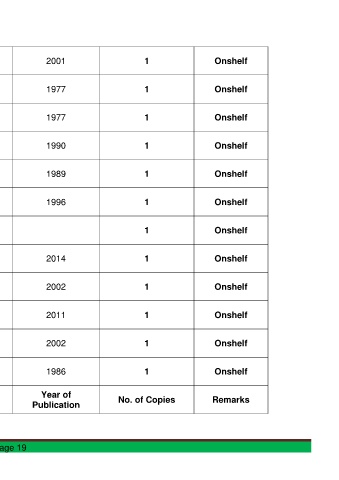 2001 1 Onshelf
1977 1 Onshelf
1977 1 Onshelf
1990 1 Onshelf
1989 1 Onshelf
1996 1 Onshelf
1 Onshelf
2014 1 Onshelf
2002 1 Onshelf
2011 1 Onshelf
2002 1 Onshelf
1986 1 Onshelf
Year of
Publication No. of Copies Remarks
age 19